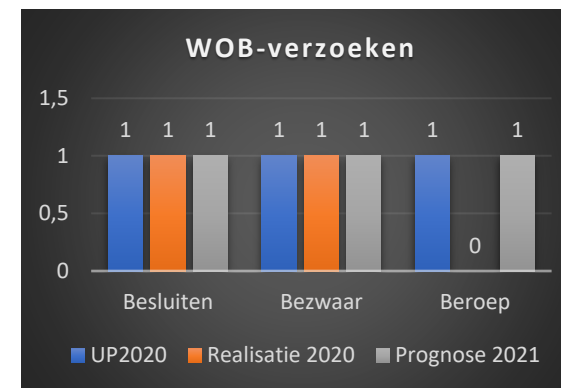 WOB-verzoeken
1,5
1 1 1 1 1 1 1 1
1
0,5
0
0
Besluiten Bezwaar Beroep
UP2020 Realisatie 2020 Prognose 2021